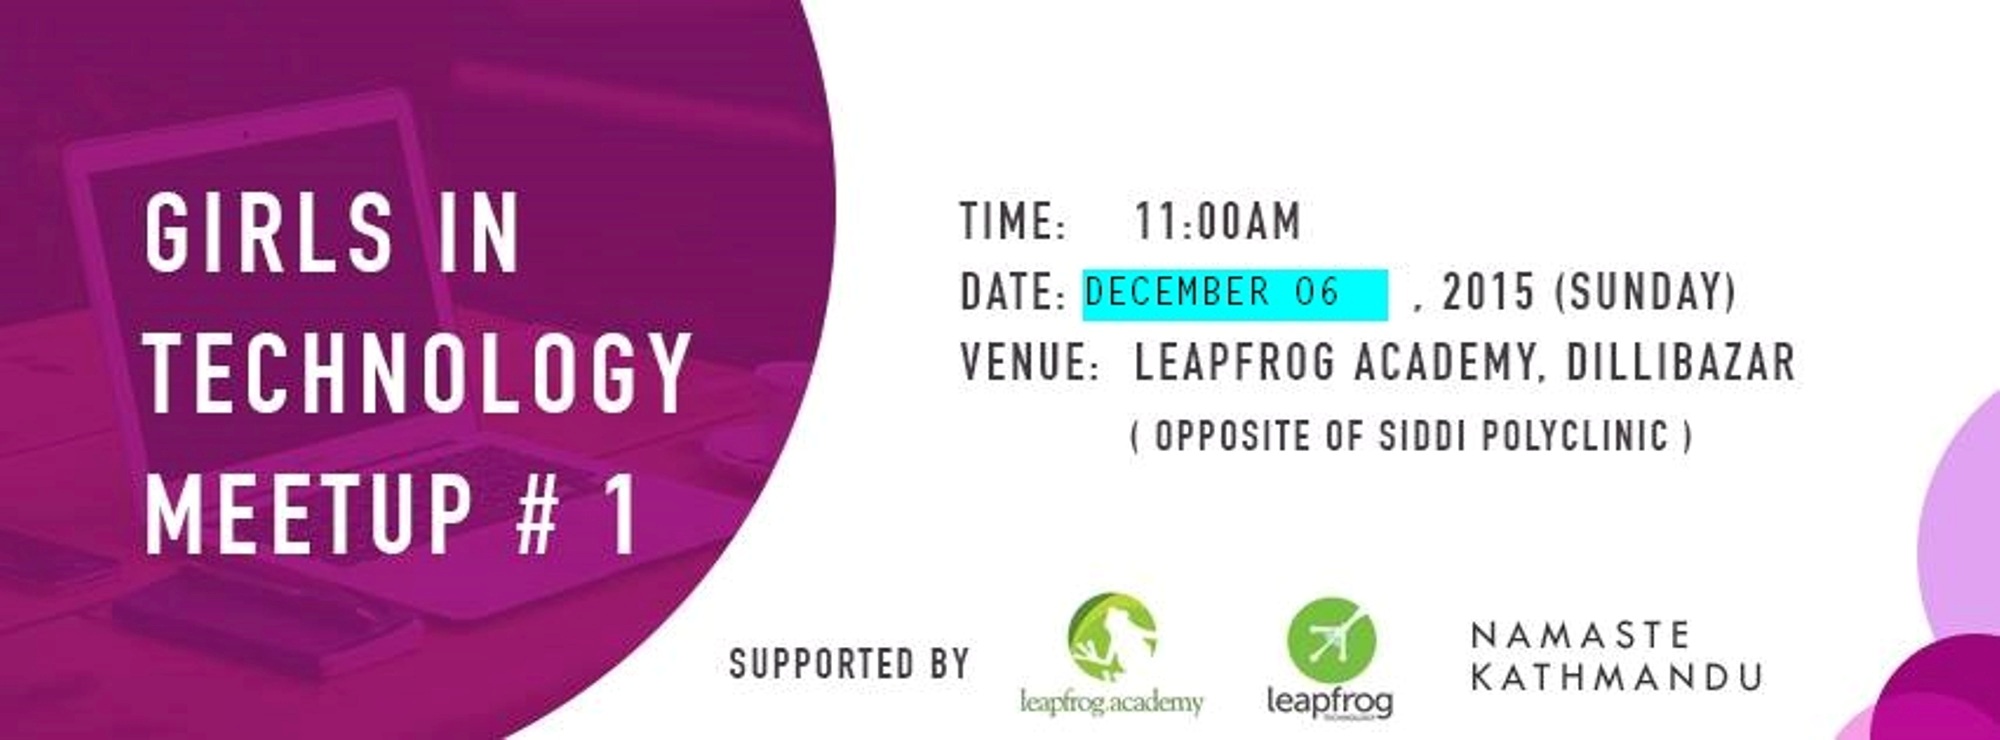 GIRLS IN
TECHNOLOGY
MEETUP # 1
TIME: 11:00AM
DATE: DECEMBER 06 , 2015 (SUNDAY)
VENUE: LEAPFROG ACADEMY, DILLIBAZAR
( OPPOSITE OF SIDDI POLYCLINIC )
SUPPORTED BY
leapfrog.academy
leapfrog
TECHNOLOGY
NAMASTE
KATHMANDU